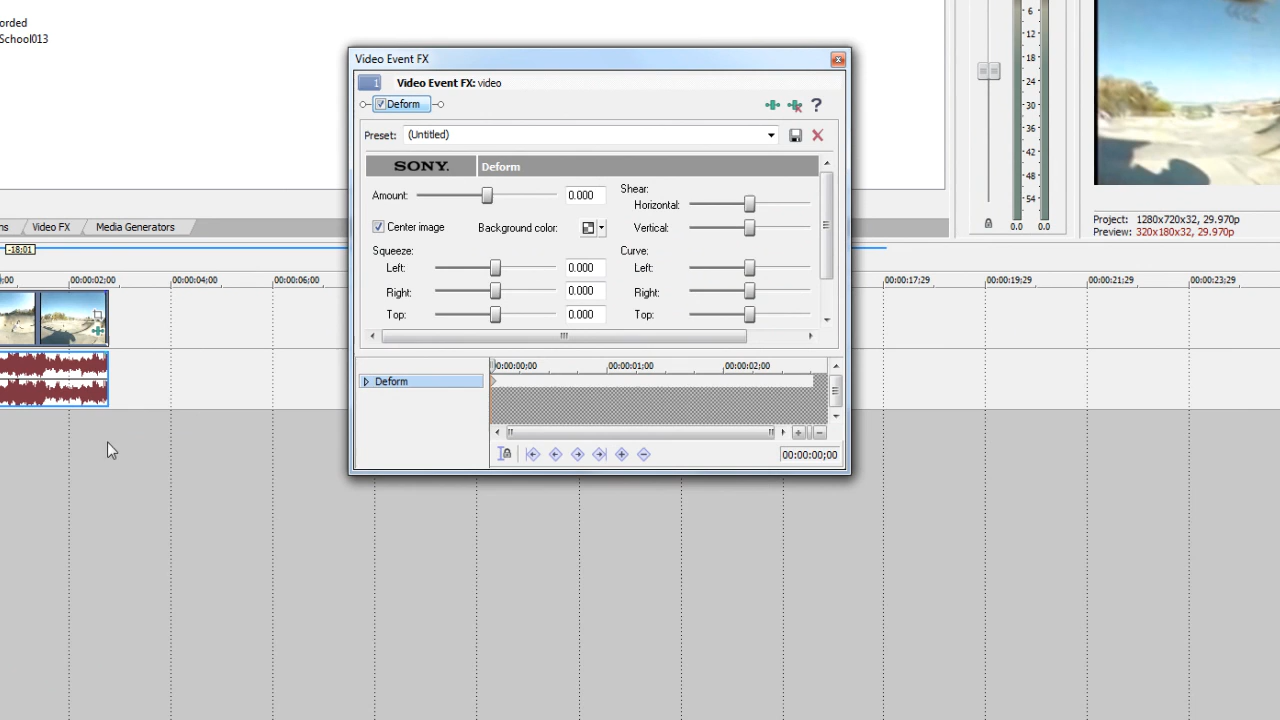 orded
School013
Video Event FX
1 Video Event FX: video
Deform
Preset: (Untitled)
SONY. Deform
Amount: 0.000
Shear:
Horizontal:
Center image Background color: Vertical:
Squeeze: Curve:
Left: 0.000 Left:
Right: 0.000 Right:
Top: 0.000 Top:
6
-12
-18
-24
-30
-36
-42
-48
-54
0.0 0.0
Project: 1280x720x32, 29.970p
Preview: 320x180x32, 29.970p
ns Video FX Media Generators
-18:01
:00 00:00:02;00 00:00:04;00 00:00:06;00 00:00:17;29 00:00:19;29 00:00:21;29 00:00:23;29
00:00:00;00 00:00:01;00 00:00:02;00
Deform
00:00:00;00